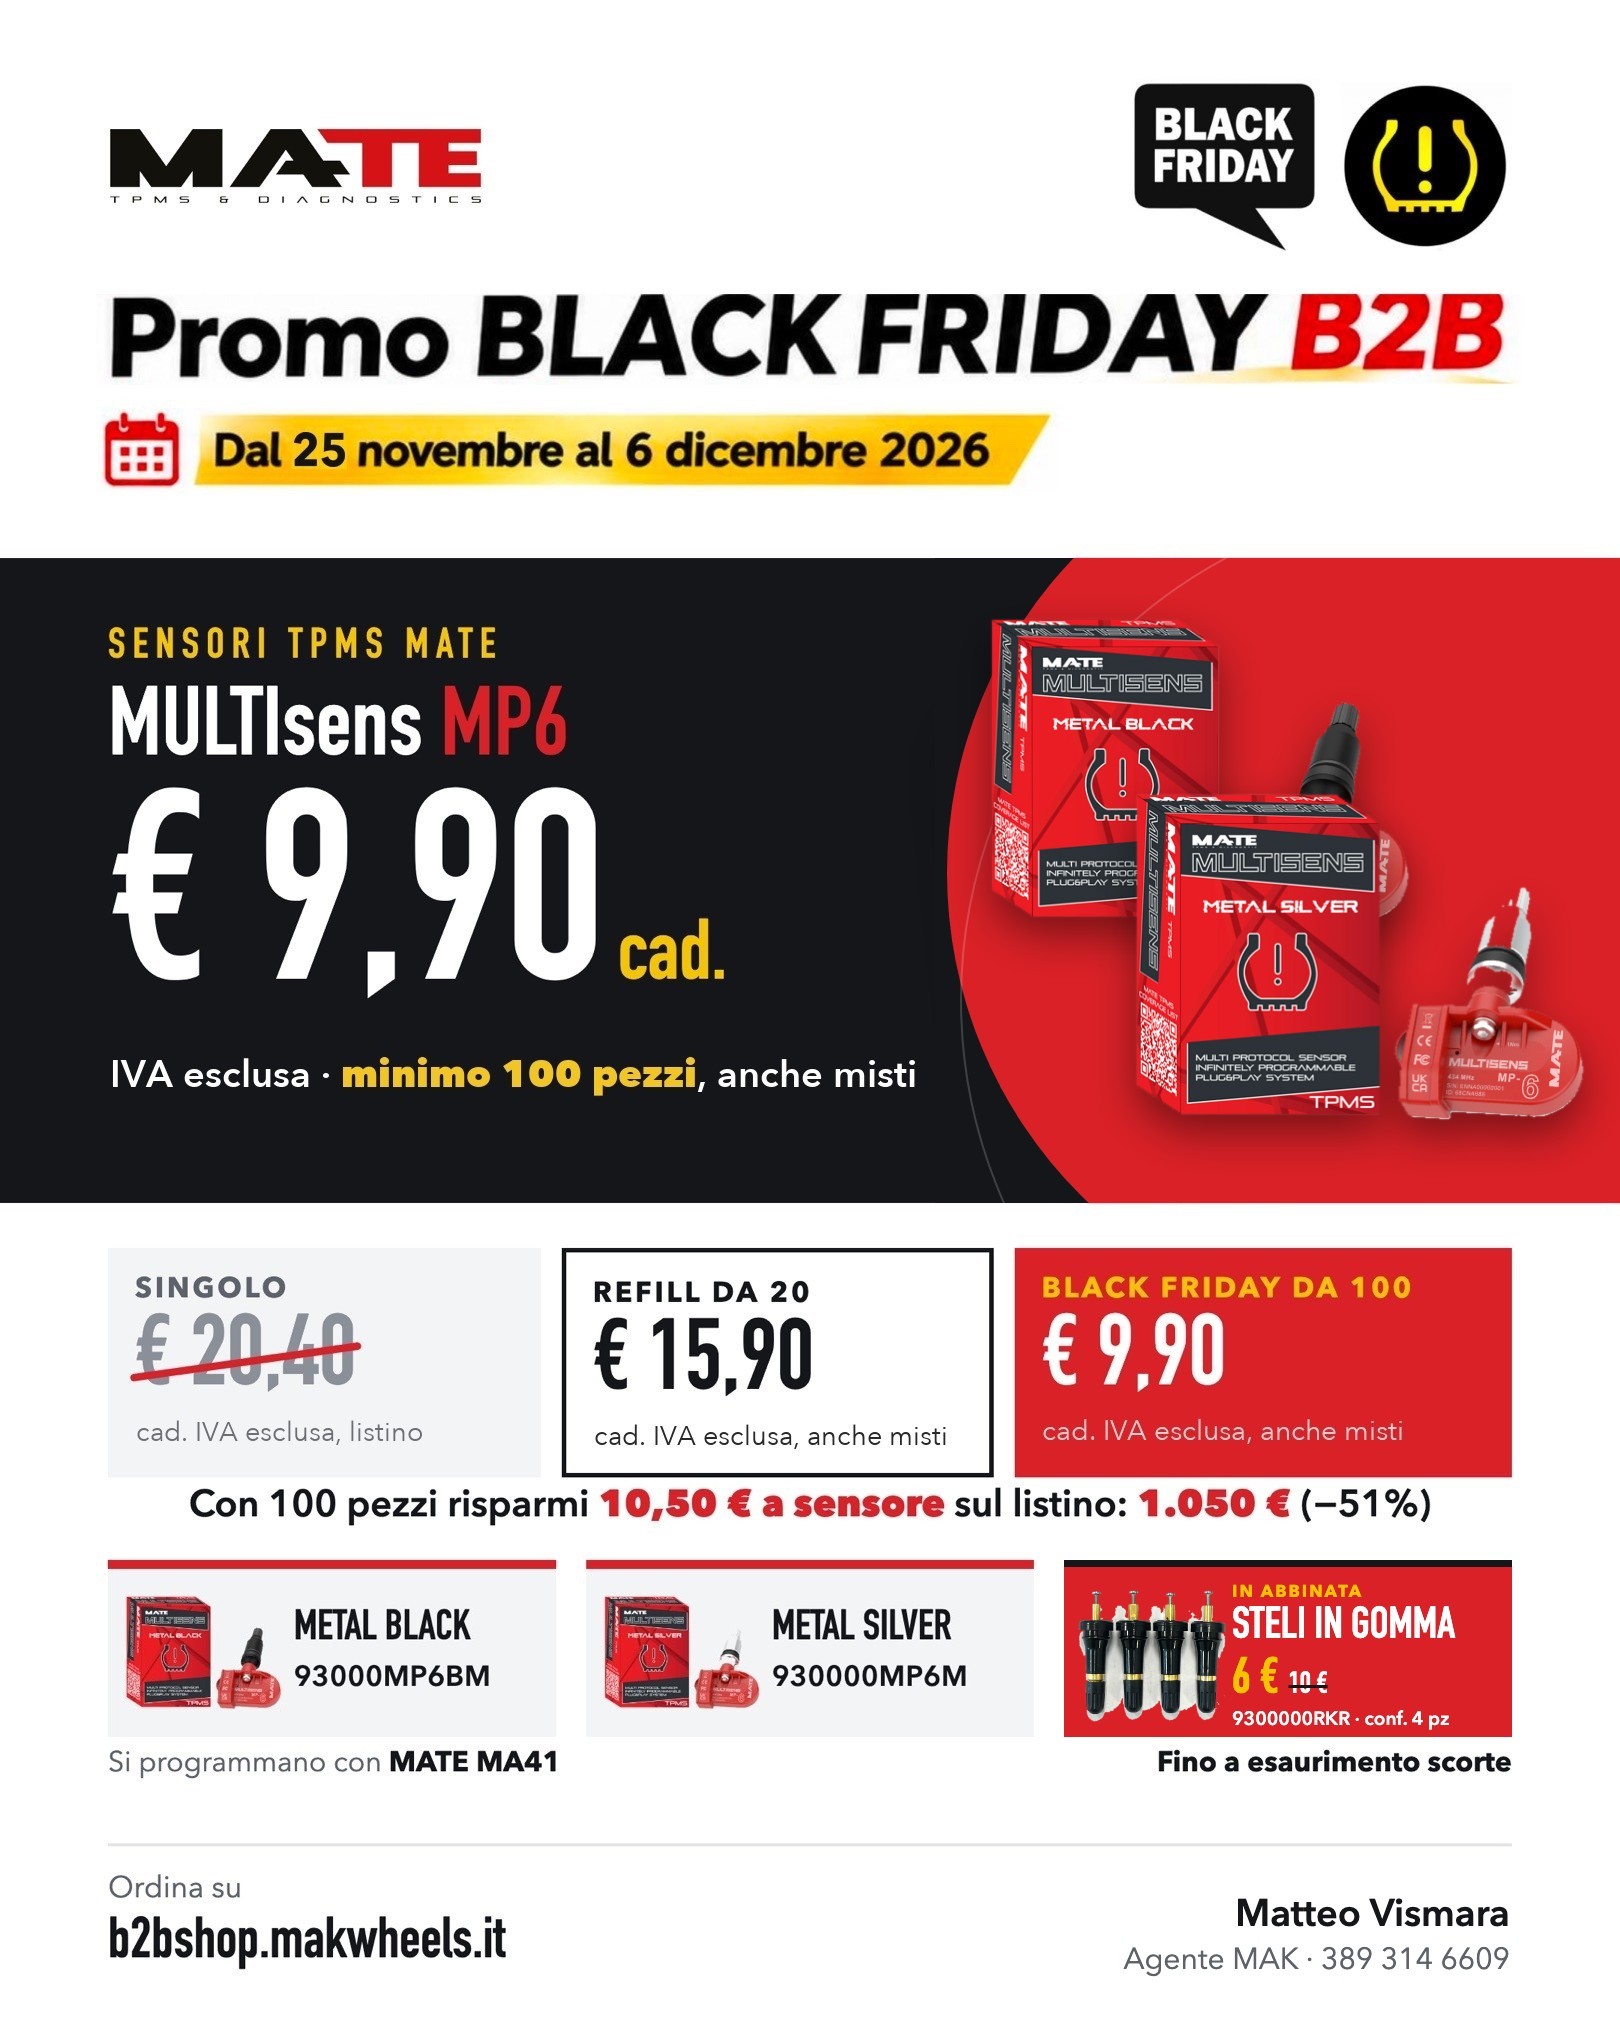 MATE
TPMS & DIAGNOSTICS
BLACK
FRIDAY
Promo BLACK FRIDAY B2B
Dal 25 novembre al 6 dicembre 2026
SENSORI TPMS MATE
MULTIsens MP6
€ 9,90 cad.
IVA esclusa · minimo 100 pezzi, anche misti
MATE
MULTISENS
METAL BLACK
MULTI PROTOCOL
PLUG&PLAY
MATE
MULTISENS
METAL SILVER
MULTI PROTOCOL SENSOR
INFINITELY PROGRAMMABLE
PLUG&PLAY SYSTEM
TPMS
MULTISENS
MP-6
MATE
SINGOLO
€ 20,40
cad. IVA esclusa, listino
REFILL DA 20
€ 15,90
cad. IVA esclusa, anche misti
BLACK FRIDAY DA 100
€ 9,90
cad. IVA esclusa, anche misti
Con 100 pezzi risparmi 10,50 € a sensore sul listino: 1.050 € (−51%)
METAL BLACK
93000MP6BM
METAL SILVER
930000MP6M
IN ABBINATA
STELI IN GOMMA
6 € 10 €
9300000RKR · conf. 4 pz
Si programmano con MATE MA41
Fino a esaurimento scorte
Ordina su
b2bshop.makwheels.it
Matteo Vismara
Agente MAK · 389 314 6609